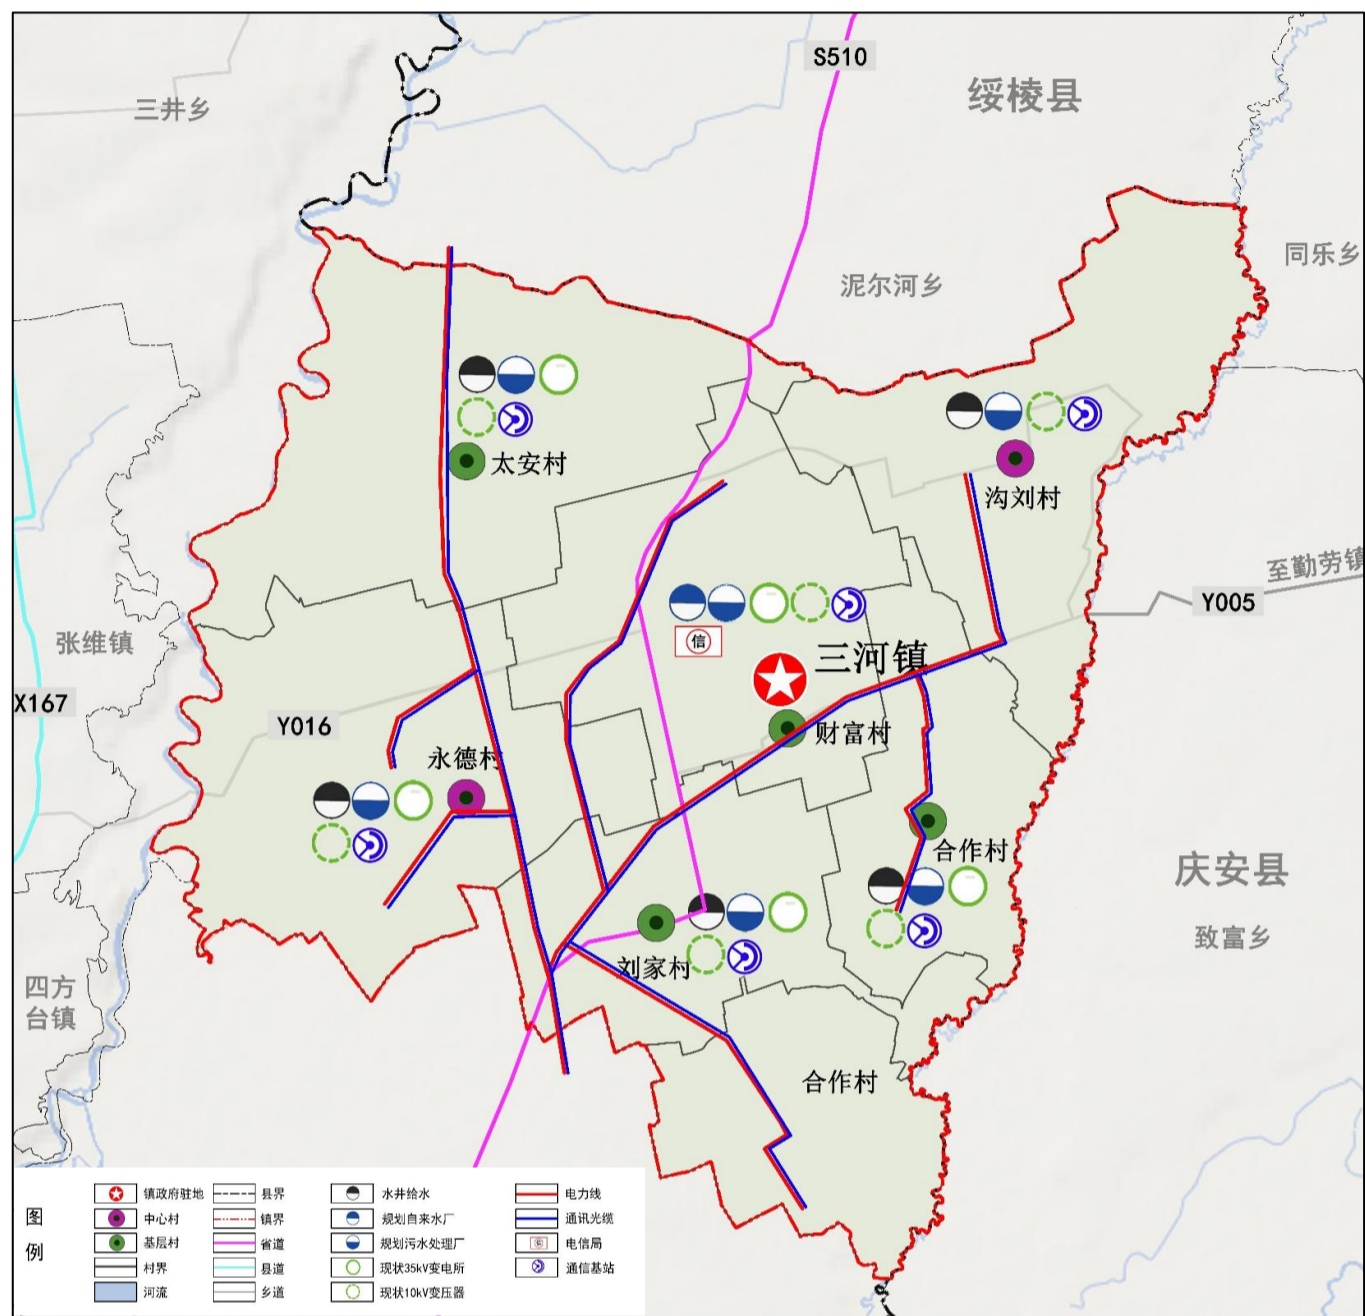 S510
绥棱县
三井乡
同乐乡
泥尔河乡
太安村
沟刘村
至勤劳镇
Y005
信
三河镇
张维镇
X167
Y016
财富村
永德村
合作村
庆安县
致富乡
刘家村
四方
台镇
合作村
图例
镇政府驻地
中心村
基层村
村界
河流
县界
镇界
省道
县道
乡道
水井给水
规划自来水厂
规划污水处理厂
现状35kV变电所
现状10kV变压器
电力线
通讯光缆
信
电信局
通信基站